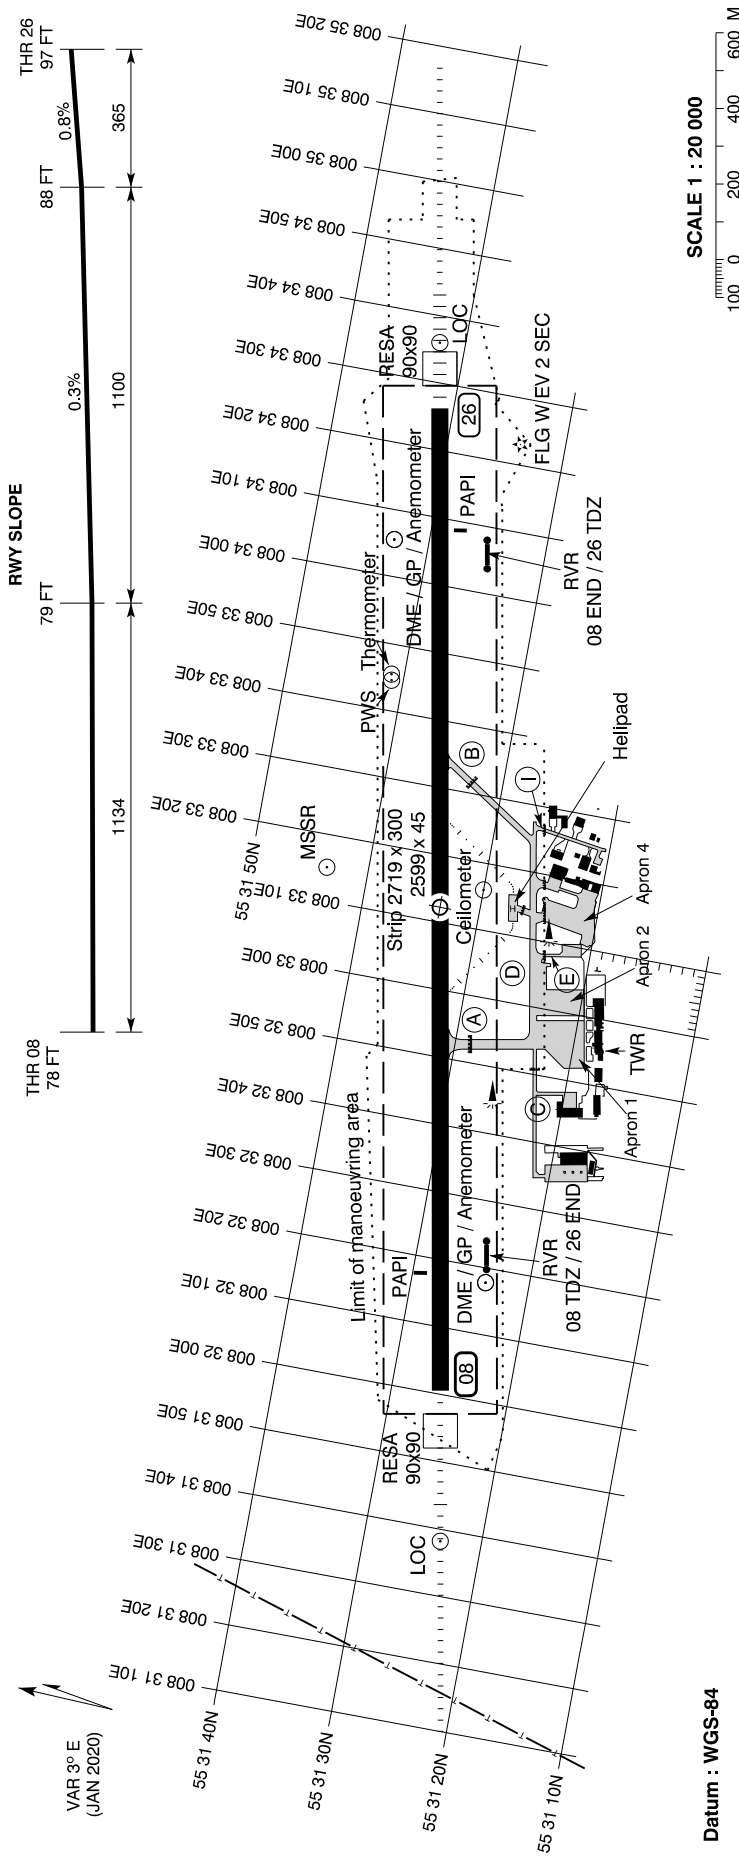 RWY SLOPE
THR 08
78 FT
79 FT
88 FT
THR 26
97 FT
0.3%
0.8%
1134
1100
365
VAR 3° E
(JAN 2020)
008 31 10E
008 31 20E
008 31 30E
008 31 40E
008 31 50E
008 32 00E
008 32 10E
008 32 20E
008 32 30E
008 32 40E
008 32 50E
008 33 00E
008 33 10E
008 33 20E
008 33 30E
008 33 40E
008 33 50E
008 34 00E
008 34 10E
008 34 20E
008 34 30E
008 34 40E
008 34 50E
008 35 00E
008 35 10E
008 35 20E
55 31 50N
55 31 40N
55 31 30N
55 31 20N
55 31 10N
MSSR
Limit of manoeuvring area
PWS
Thermometer
DME / GP / Anemometer
RESA
90x90
LOC
RESA
90x90
LOC
PAPI
Strip 2719 x 300
2599 x 45
08
26
DME / GP / Anemometer
Ceilometer
PAPI
RVR
08 TDZ / 26 END
RVR
08 END / 26 TDZ
FLG W EV 2 SEC
A
B
C
D
E
I
H
Helipad
Apron 1
TWR
Apron 2
Apron 4
Datum : WGS-84
SCALE 1 : 20 000
100 0 200 400 600 M